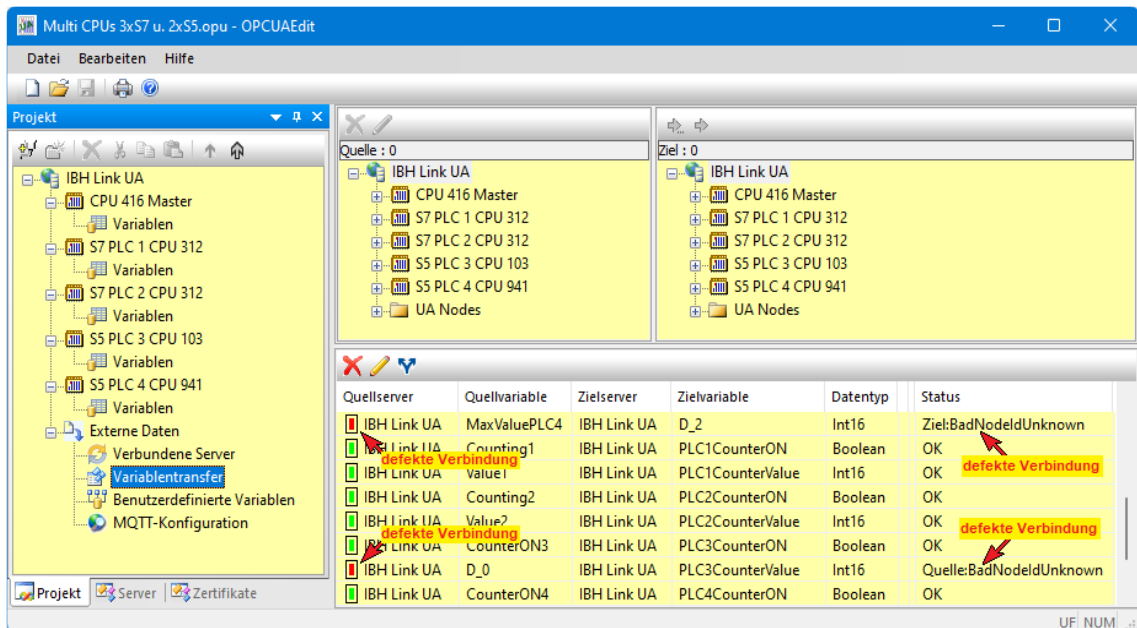 Multi CPUs 3xS7 u. 2xS5.opu - OPCUAEdit
Datei Bearbeiten Hilfe
Projekt
IBH Link UA
CPU 416 Master
Variablen
S7 PLC 1 CPU 312
Variablen
S7 PLC 2 CPU 312
Variablen
S5 PLC 3 CPU 103
Variablen
S5 PLC 4 CPU 941
Variablen
Externe Daten
Verbundene Server
Variablentransfer
Benutzerdefinierte Variablen
MQTT-Konfiguration
Projekt Server Zertifikate
Quelle : 0
IBH Link UA
CPU 416 Master
S7 PLC 1 CPU 312
S7 PLC 2 CPU 312
S5 PLC 3 CPU 103
S5 PLC 4 CPU 941
UA Nodes
Ziel : 0
IBH Link UA
CPU 416 Master
S7 PLC 1 CPU 312
S7 PLC 2 CPU 312
S5 PLC 3 CPU 103
S5 PLC 4 CPU 941
UA Nodes
Quellserver Quellvariable Zielserver Zielvariable Datentyp Status
IBH Link UA MaxValuePLC4 IBH Link UA D_2 Int16 Ziel:BadNodeIdUnknown
IBH Link UA Counting1 IBH Link UA PLC1CounterON Boolean OK
defekte Verbindung defekte Verbindung
IBH Link UA Value1 IBH Link UA PLC1CounterValue Int16 OK
IBH Link UA Counting2 IBH Link UA PLC2CounterON Boolean OK
IBH Link UA Value2 IBH Link UA PLC2CounterValue Int16 OK
defekte Verbindung defekte Verbindung
IBH Link UA CounterON3 IBH Link UA PLC3CounterON Boolean OK
IBH Link UA D_0 IBH Link UA PLC3CounterValue Int16 Quelle:BadNodeIdUnknown
IBH Link UA CounterON4 IBH Link UA PLC4CounterON Boolean OK
UF NUM